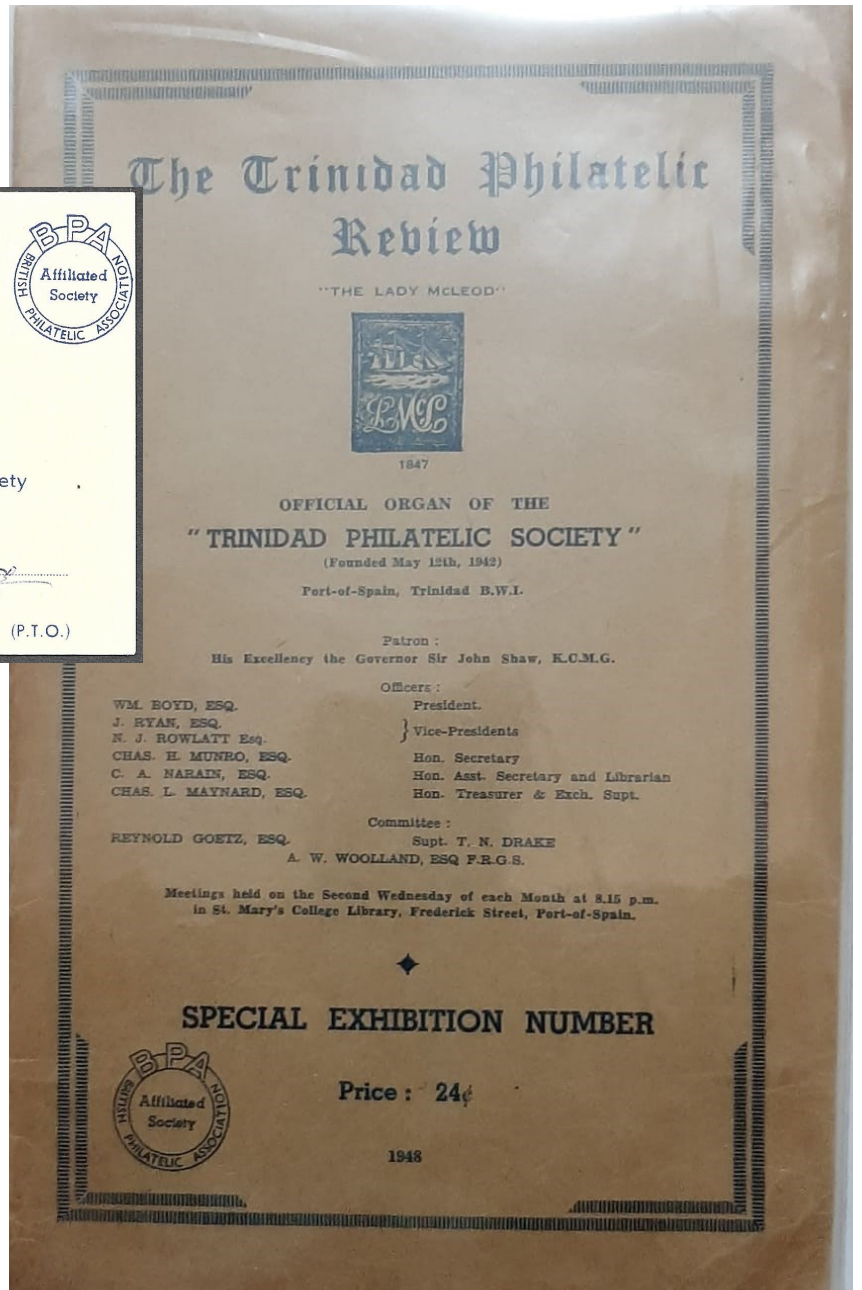 The Trinidad Philatelic
Review
"THE LADY McLEOD"
LMcL
1847
OFFICIAL ORGAN OF THE
"TRINIDAD PHILATELIC SOCIETY"
(Founded May 12th, 1942)
Port-of-Spain, Trinidad B.W.I.
Patron :
His Excellency the Governor Sir John Shaw, K.C.M.G.
Officers :
WM. BOYD, ESQ. President.
J. RYAN, ESQ.
N. J. ROWLATT Esq. } Vice-Presidents
CHAS. H. MUNRO, ESQ. Hon. Secretary
C. A. NARAIN, ESQ. Hon. Asst. Secretary and Librarian
CHAS. L. MAYNARD, ESQ. Hon. Treasurer & Exch. Supt.
Committee :
REYNOLD GOETZ, ESQ. Supt. T. N. DRAKE
A. W. WOOLLAND, ESQ F.R.G.S.
Meetings held on the Second Wednesday of each Month at 8.15 p.m.
in St. Mary's College Library, Frederick Street, Port-of-Spain.
SPECIAL EXHIBITION NUMBER
Price : 24¢
1948
BPA
Affiliated
Society
BRITISH PHILATELIC ASSOCIATION
BPA
Affiliated
Society
BRITISH PHILATELIC ASSOCIATION
ety
(P.T.O.)